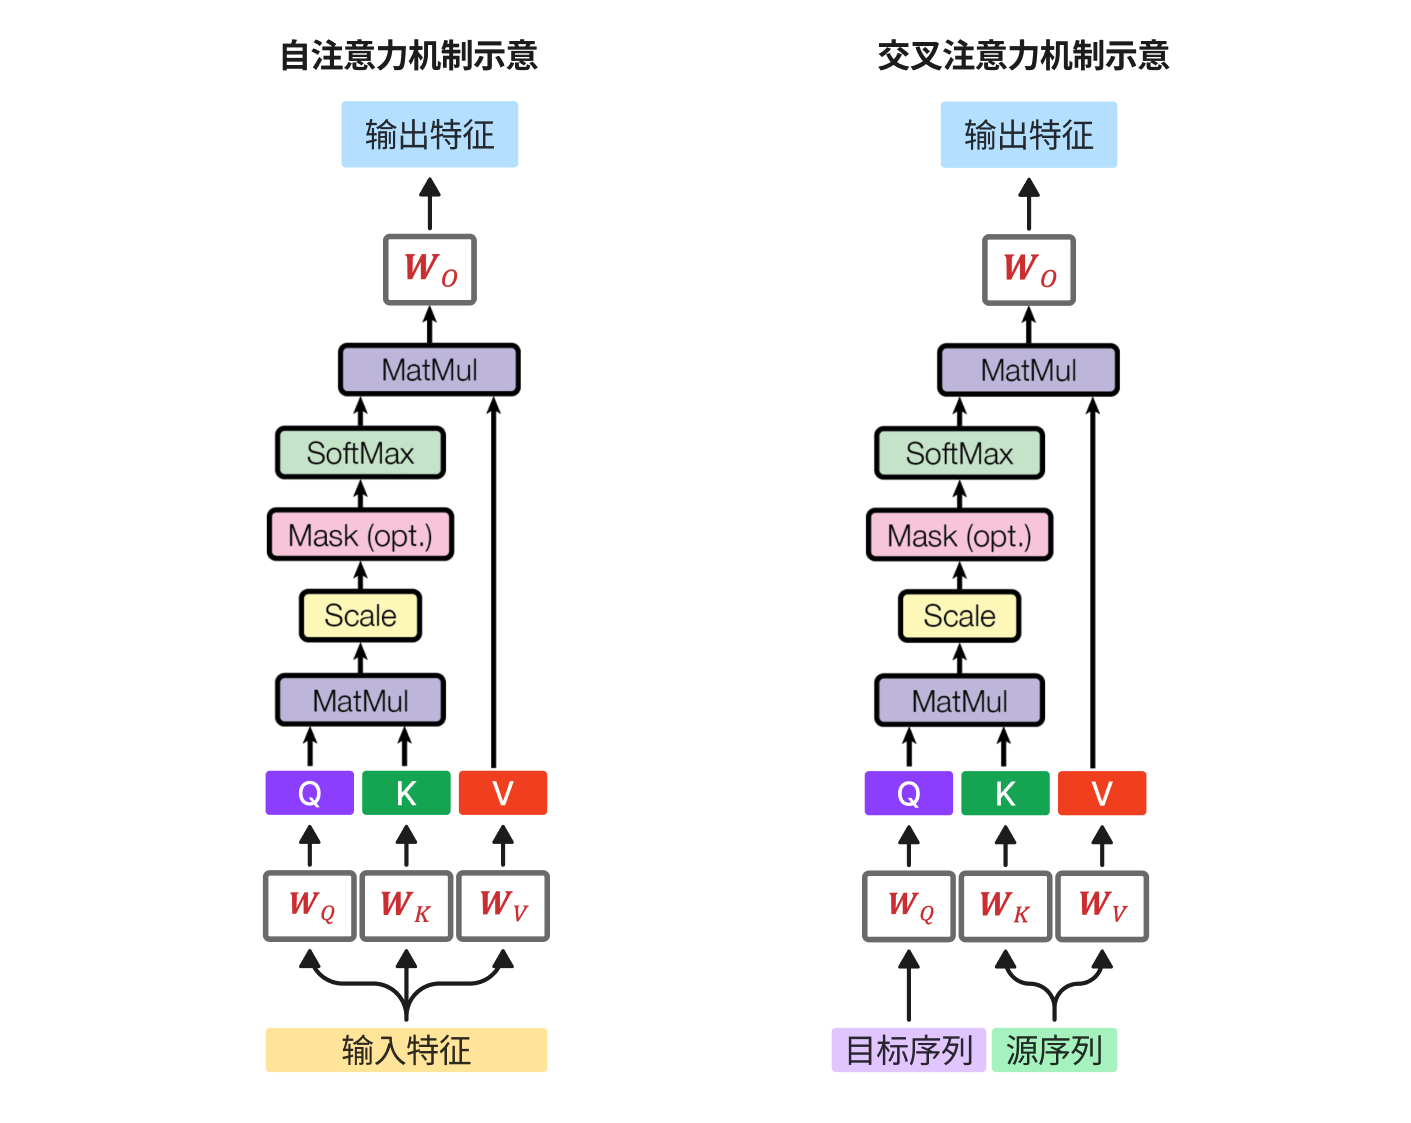 自注意力机制示意
输出特征
W_O
MatMul
SoftMax
Mask (opt.)
Scale
MatMul
Q K V
W_Q W_K W_V
输入特征
交叉注意力机制示意
输出特征
W_O
MatMul
SoftMax
Mask (opt.)
Scale
MatMul
Q K V
W_Q W_K W_V
目标序列 源序列